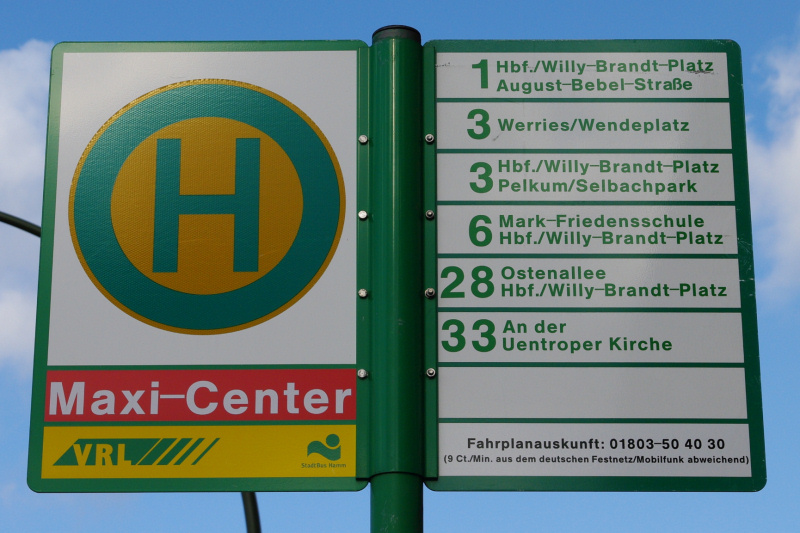 H
Maxi-Center
VRL
StadtBus Hamm
1 Hbf./Willy-Brandt-Platz
August-Bebel-Straße
3 Werries/Wendeplatz
3 Hbf./Willy-Brandt-Platz
Pelkum/Selbachpark
6 Mark-Friedensschule
Hbf./Willy-Brandt-Platz
28 Ostenallee
Hbf./Willy-Brandt-Platz
33 An der
Uentroper Kirche
Fahrplanauskunft: 01803-50 40 30
(9 Ct./Min. aus dem deutschen Festnetz/Mobilfunk abweichend)